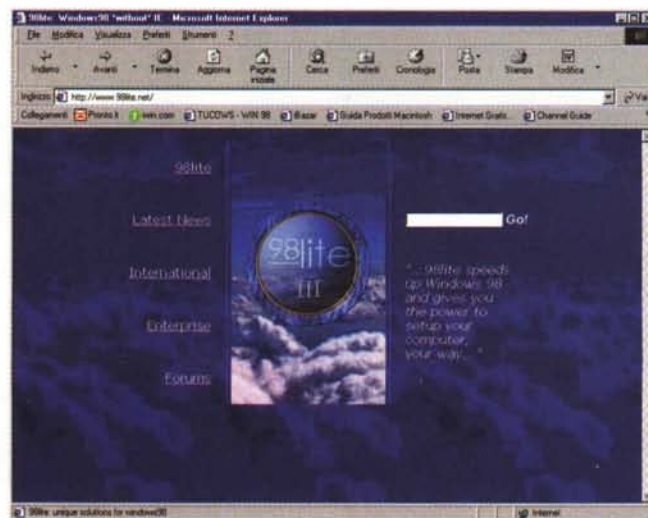 98lite: Windows98 "without" IE - Microsoft Internet Explorer
File Modifica Visualizza Preferiti Strumenti ?
Indietro Avanti Termina Aggiorna Pagina iniziale Cerca Preferiti Cronologia Posta Stampa Modifica
Indirizzo http://www.98lite.net/ Vai
Collegamenti Pronto.it win.com TUCOWS - WIN 98 Guida Prodotti Macintosh Internet Gratis... Channel Guide
98lite
Latest News
International
Enterprise
Forums
98lite
III
Go!
"...98lite speeds
up Windows 98
and gives you
the power to
setup your
computer,
your way..."
98lite: unique solutions for windows98
Internet